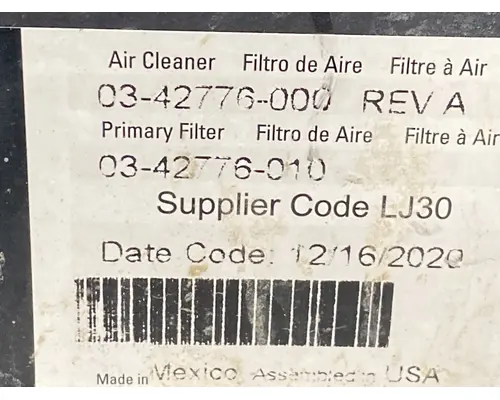 Air Cleaner Filtro de Aire Filtre à Air
03-42776-000 REV A
Primary Filter Filtro de Aire Filtre à Air
03-42776-010
Supplier Code LJ30
Date Code: 12/16/2020
Made in Mexico, Assembled in USA